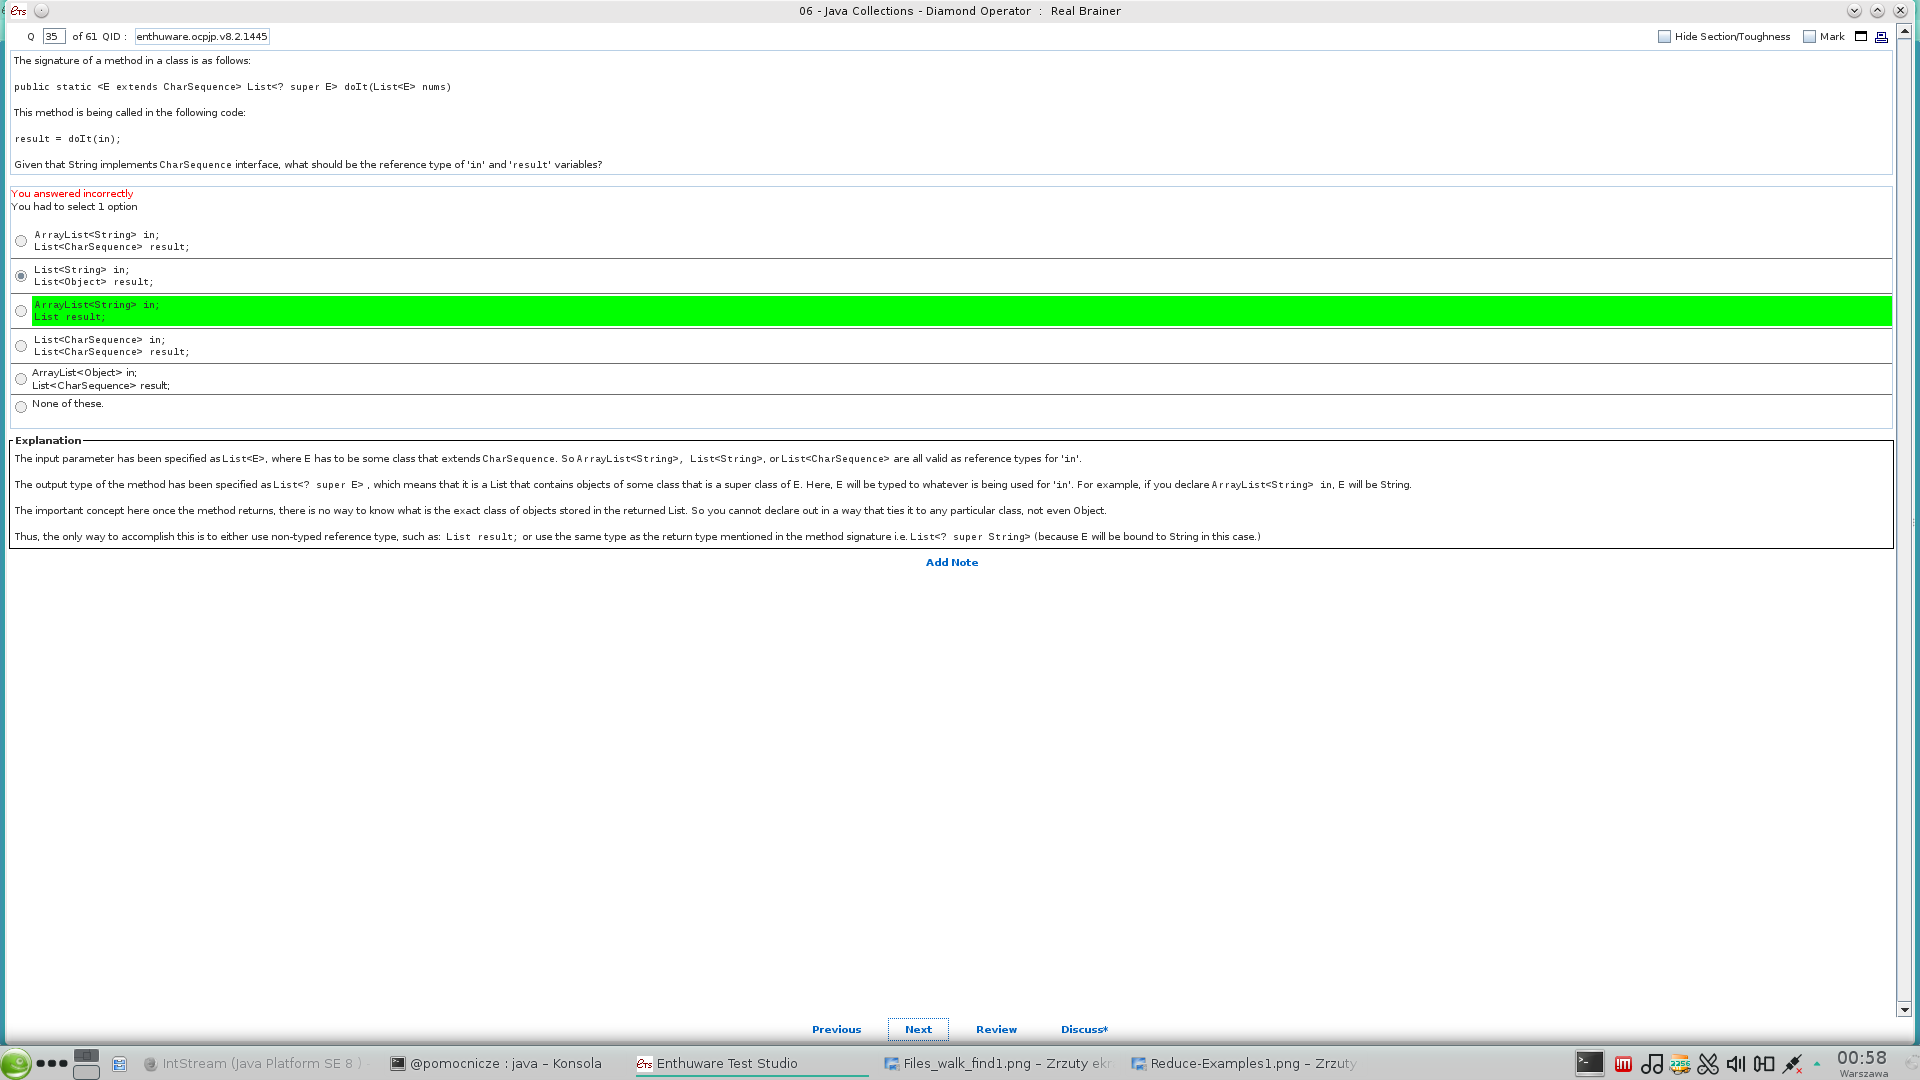 ETS
06 - Java Collections - Diamond Operator : Real Brainer
Q 35 of 61 QID : enthuware.ocpjp.v8.2.1445
Hide Section/Toughness Mark
The signature of a method in a class is as follows:
public static <E extends CharSequence> List<? super E> doIt(List<E> nums)
This method is being called in the following code:
result = doIt(in);
Given that String implements CharSequence interface, what should be the reference type of 'in' and 'result' variables?
You answered incorrectly
You had to select 1 option
ArrayList<String> in;
List<CharSequence> result;
List<String> in;
List<Object> result;
ArrayList<String> in;
List result;
List<CharSequence> in;
List<CharSequence> result;
ArrayList<Object> in;
List<CharSequence> result;
None of these.
Explanation
The input parameter has been specified as List<E>, where E has to be some class that extends CharSequence. So ArrayList<String>, List<String>, or List<CharSequence> are all valid as reference types for 'in'.
The output type of the method has been specified as List<? super E> , which means that it is a List that contains objects of some class that is a super class of E. Here, E will be typed to whatever is being used for 'in'. For example, if you declare ArrayList<String> in, E will be String.
The important concept here once the method returns, there is no way to know what is the exact class of objects stored in the returned List. So you cannot declare out in a way that ties it to any particular class, not even Object.
Thus, the only way to accomplish this is to either use non-typed reference type, such as: List result; or use the same type as the return type mentioned in the method signature i.e. List<? super String> (because E will be bound to String in this case.)
Add Note
Previous Next Review Discuss*
IntStream (Java Platform SE 8 ) - @pomocnicze : java – Konsola ETS Enthuware Test Studio Files_walk_find1.png – Zrzuty ekr Reduce-Examples1.png – Zrzuty 00:58
Warszawa